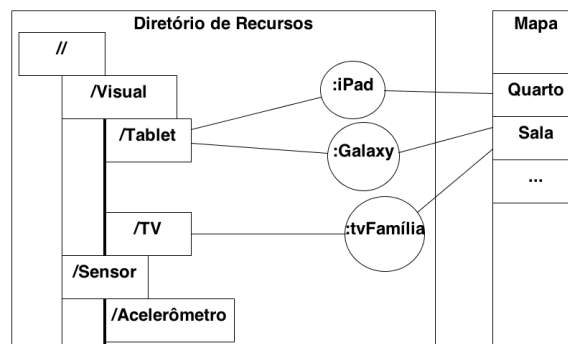 Diretório de Recursos
Mapa
//
/Visual
:iPad
Quarto
/Tablet
Sala
:Galaxy
...
/TV
:tvFamília
/Sensor
/Acelerômetro